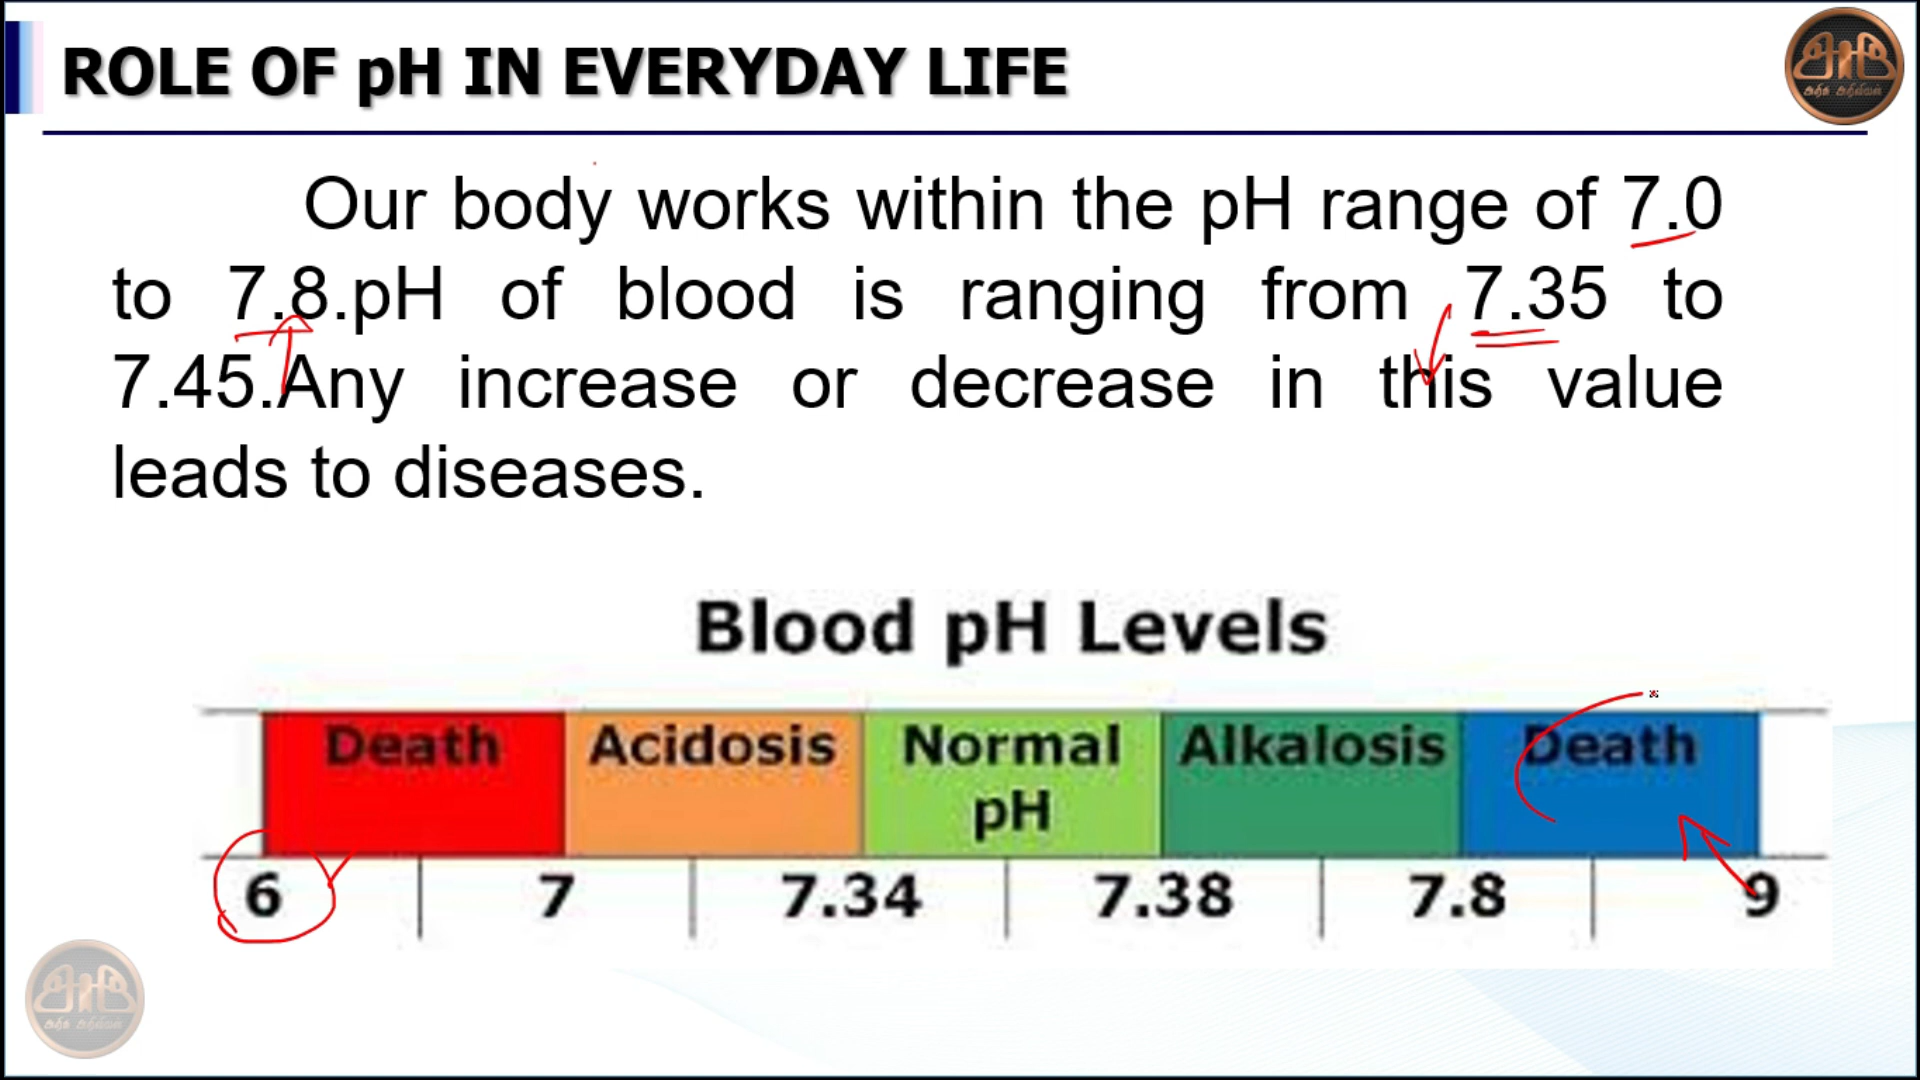 ROLE OF pH IN EVERYDAY LIFE
Our body works within the pH range of 7.0
to 7.8.pH of blood is ranging from 7.35 to
7.45.Any increase or decrease in this value
leads to diseases.
Blood pH Levels
Death Acidosis Normal pH Alkalosis Death
6 7 7.34 7.38 7.8 9